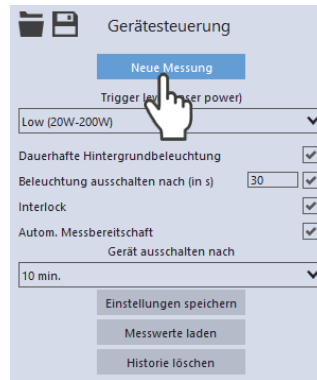 Gerätesteuerung
Neue Messung
Trigger power)
Low (20W-200W)
Dauerhafte Hintergrundbeleuchtung
Beleuchtung ausschalten nach (in s) 30
Interlock
Autom. Messbereitschaft
Gerät ausschalten nach
10 min.
Einstellungen speichern
Messwerte laden
Historie löschen